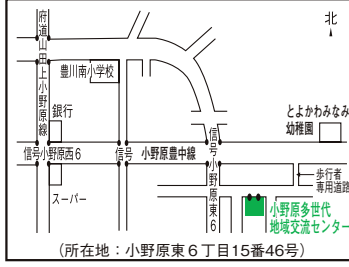 北
府道山田上小野原線
豊川南小学校
銀行
とよかわみなみ
幼稚園
信号小野原西6
信号
小野原豊中線
信号小野原東6
スーパー
歩行者
専用道路
小野原多世代
地域交流センター
(所在地:小野原東6丁目15番46号)